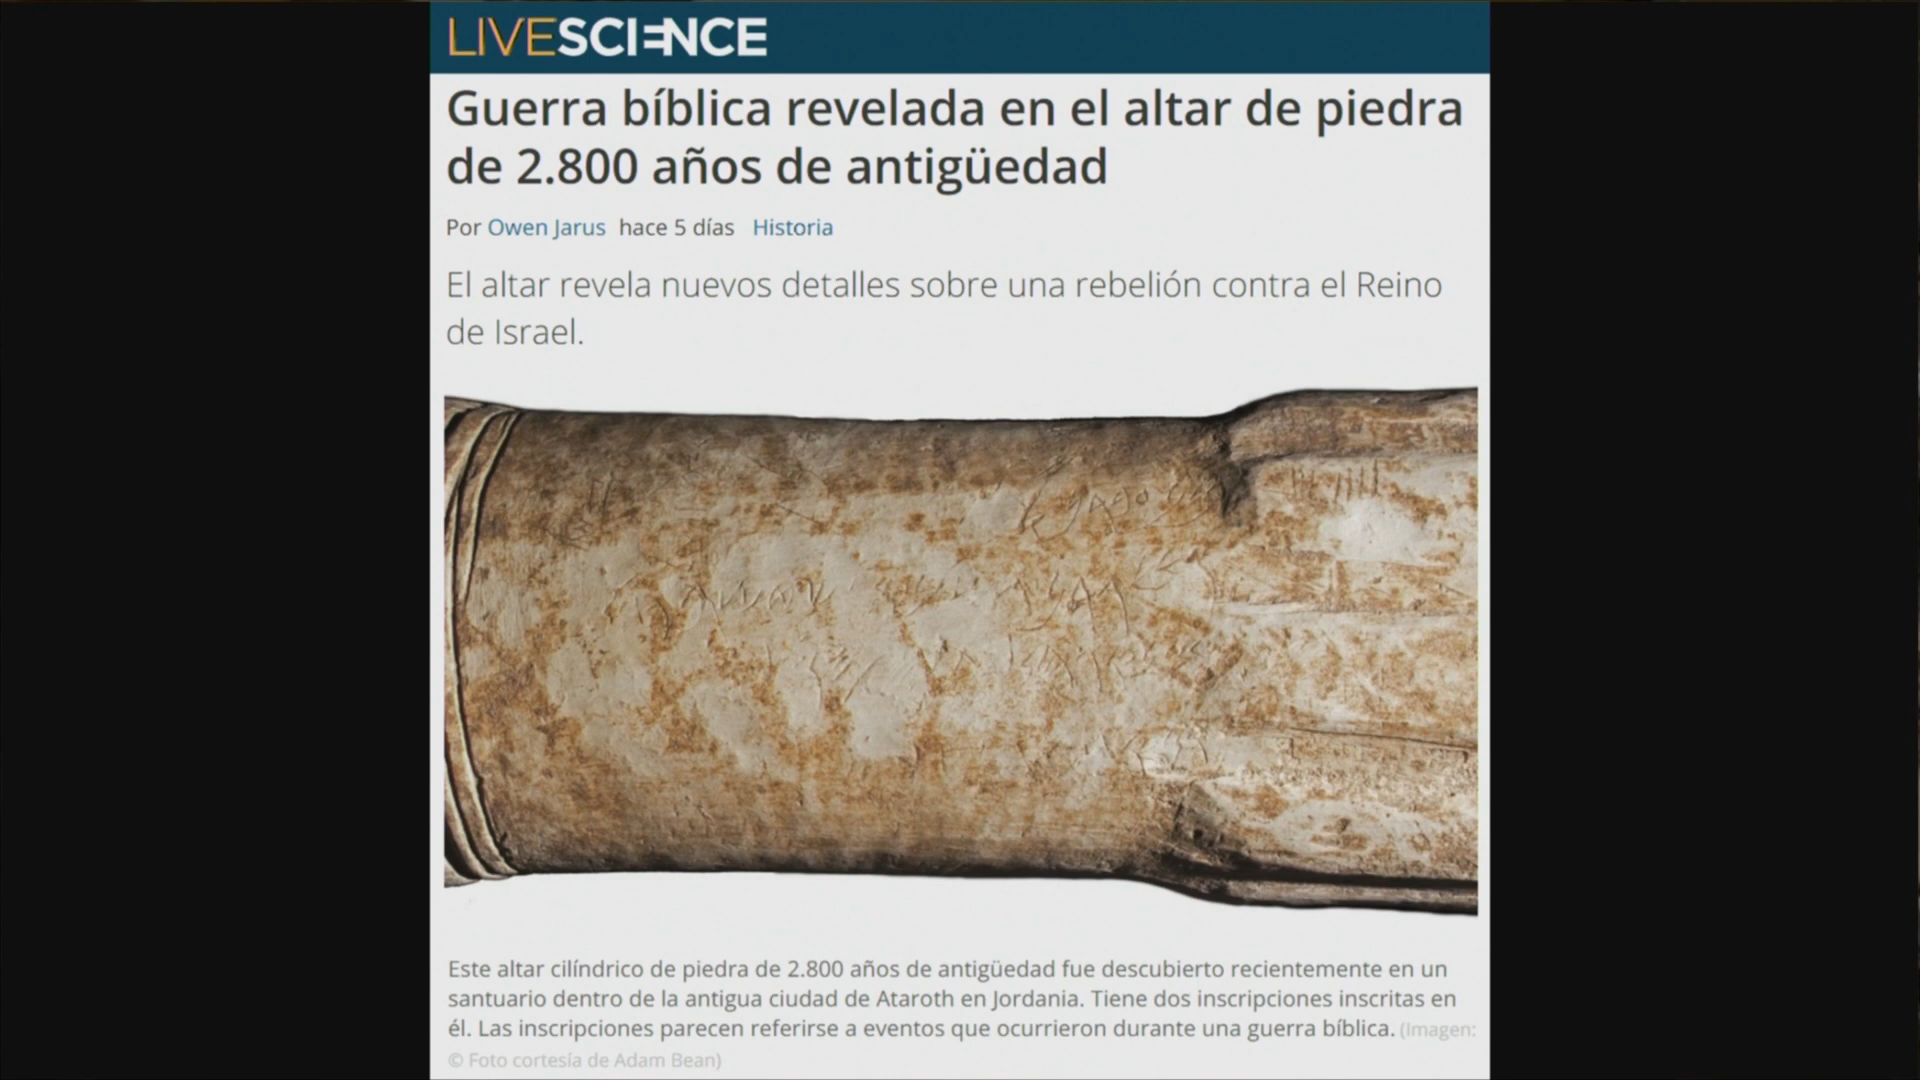 LIVESCIENCE
Guerra bíblica revelada en el altar de piedra
de 2.800 años de antigüedad
Por Owen Jarus hace 5 días Historia
El altar revela nuevos detalles sobre una rebelión contra el Reino
de Israel.
Este altar cilíndrico de piedra de 2.800 años de antigüedad fue descubierto recientemente en un
santuario dentro de la antigua ciudad de Ataroth en Jordania. Tiene dos inscripciones inscritas en
él. Las inscripciones parecen referirse a eventos que ocurrieron durante una guerra bíblica. (Imagen:
© Foto cortesía de Adam Bean)